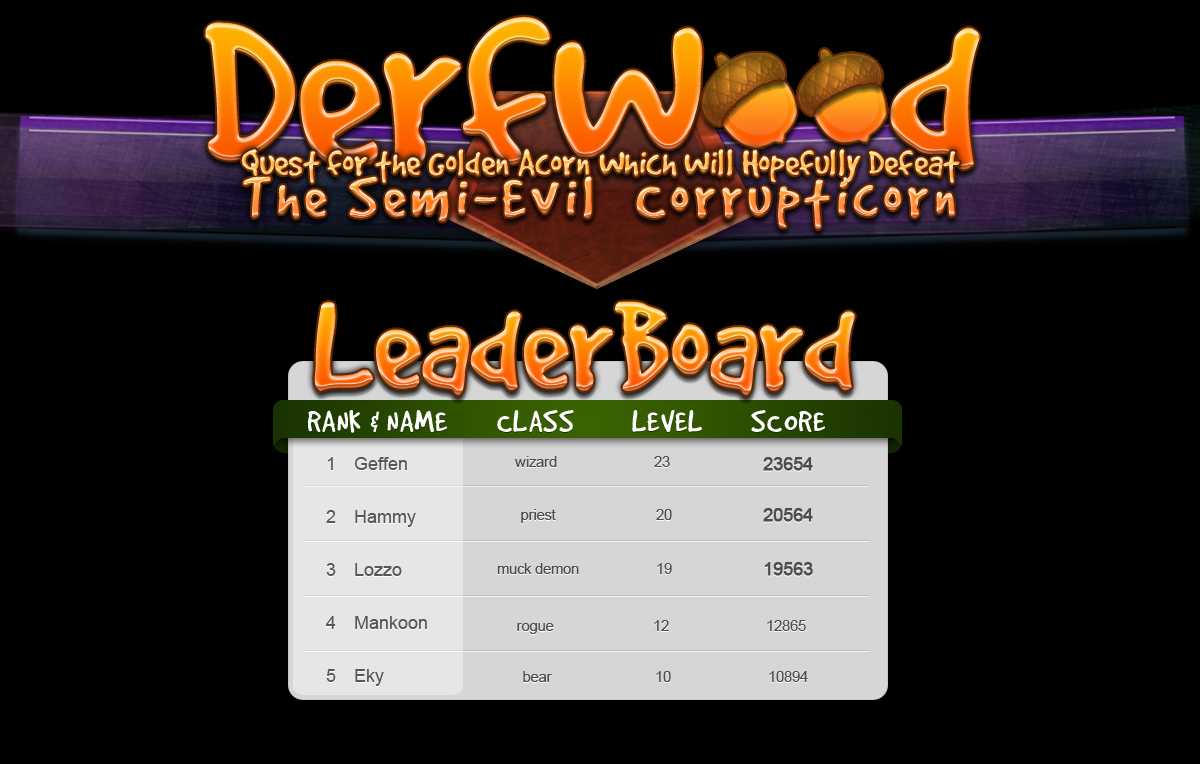 Derfwood
Quest for the Golden Acorn Which Will Hopefully Defeat
The Semi-Evil Corrupticorn
LeaderBoard
RANK & NAME CLASS LEVEL SCORE
1 Geffen wizard 23 23654
2 Hammy priest 20 20564
3 Lozzo muck demon 19 19563
4 Mankoon rogue 12 12865
5 Eky bear 10 10894